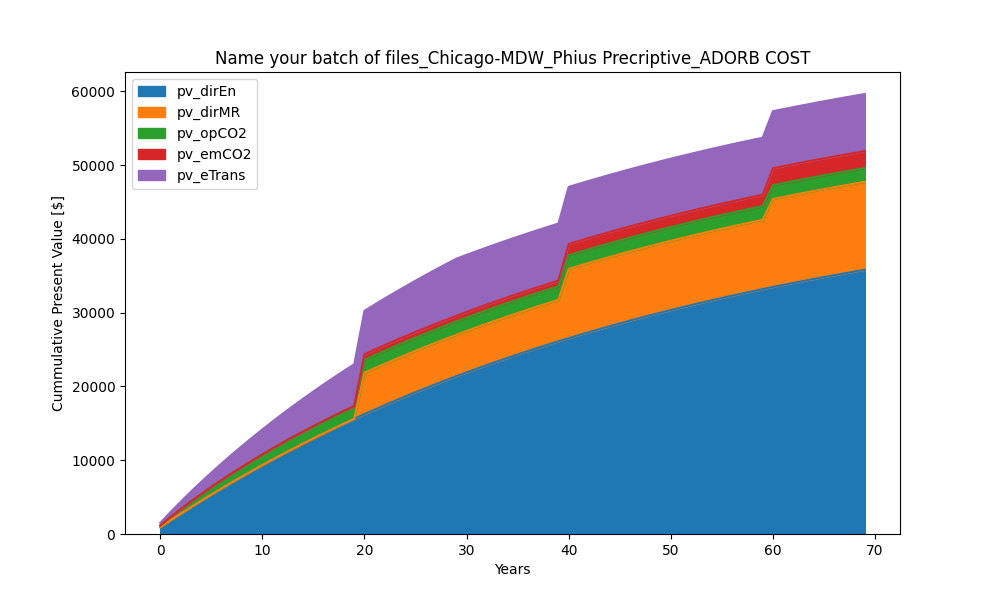 Name your batch of files_Chicago-MDW_Phius Precriptive_ADORB COST
pv_dirEn
pv_dirMR
pv_opCO2
pv_emCO2
pv_eTrans
Cummulative Present Value [$]
60000
50000
40000
30000
20000
10000
0
0 10 20 30 40 50 60 70
Years